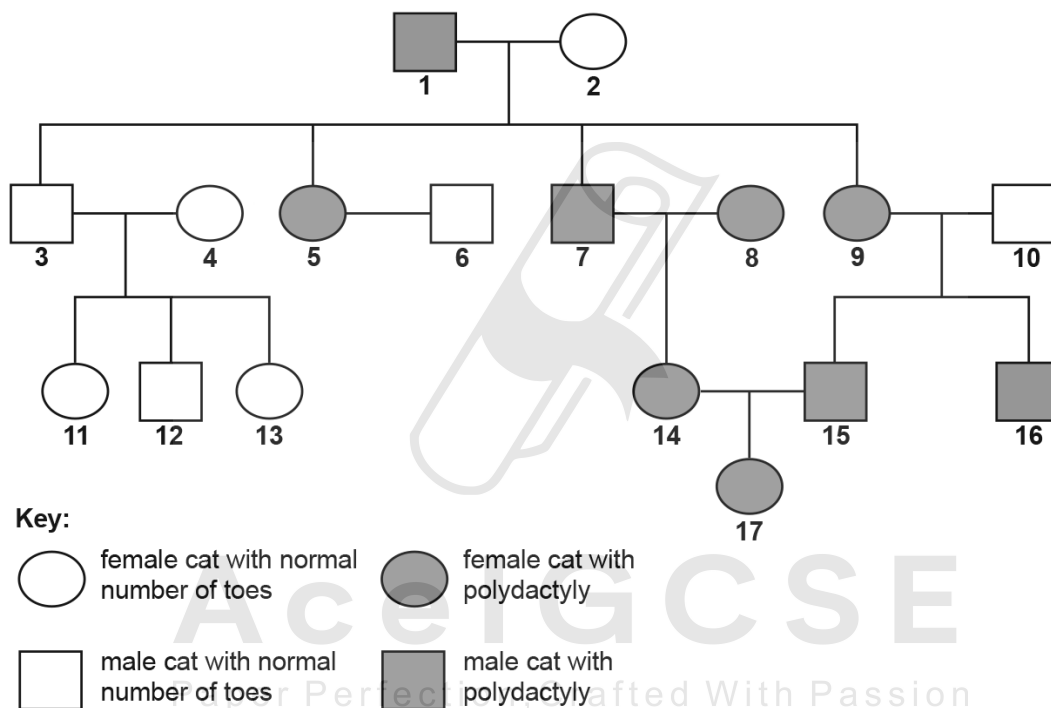 1
2
3
4
5
6
7
8
9
10
11
12
13
14
15
16
17
Key:
female cat with normal
number of toes
female cat with
polydactyly
AceIGCSE
male cat with normal
number of toes
male cat with
polydactyly
Paper Perfection, Crafted With Passion